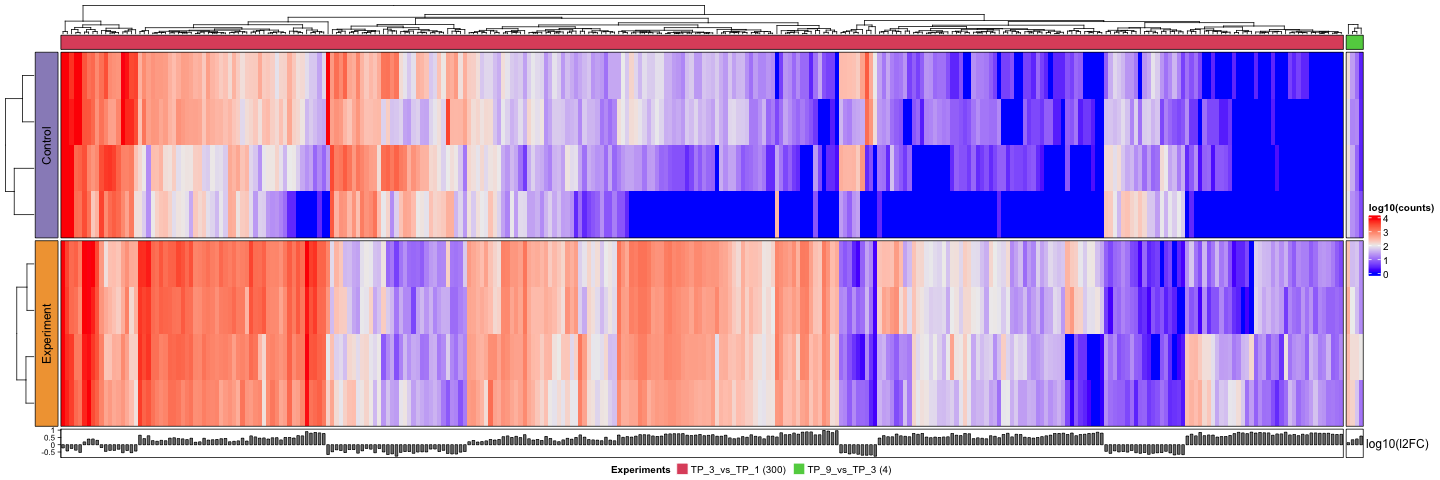 Control
Experiment
log10(counts)
4
3
2
1
0
1
0.5
0
-0.5
log10(l2FC)
Experiments TP_3_vs_TP_1 (300) TP_9_vs_TP_3 (4)